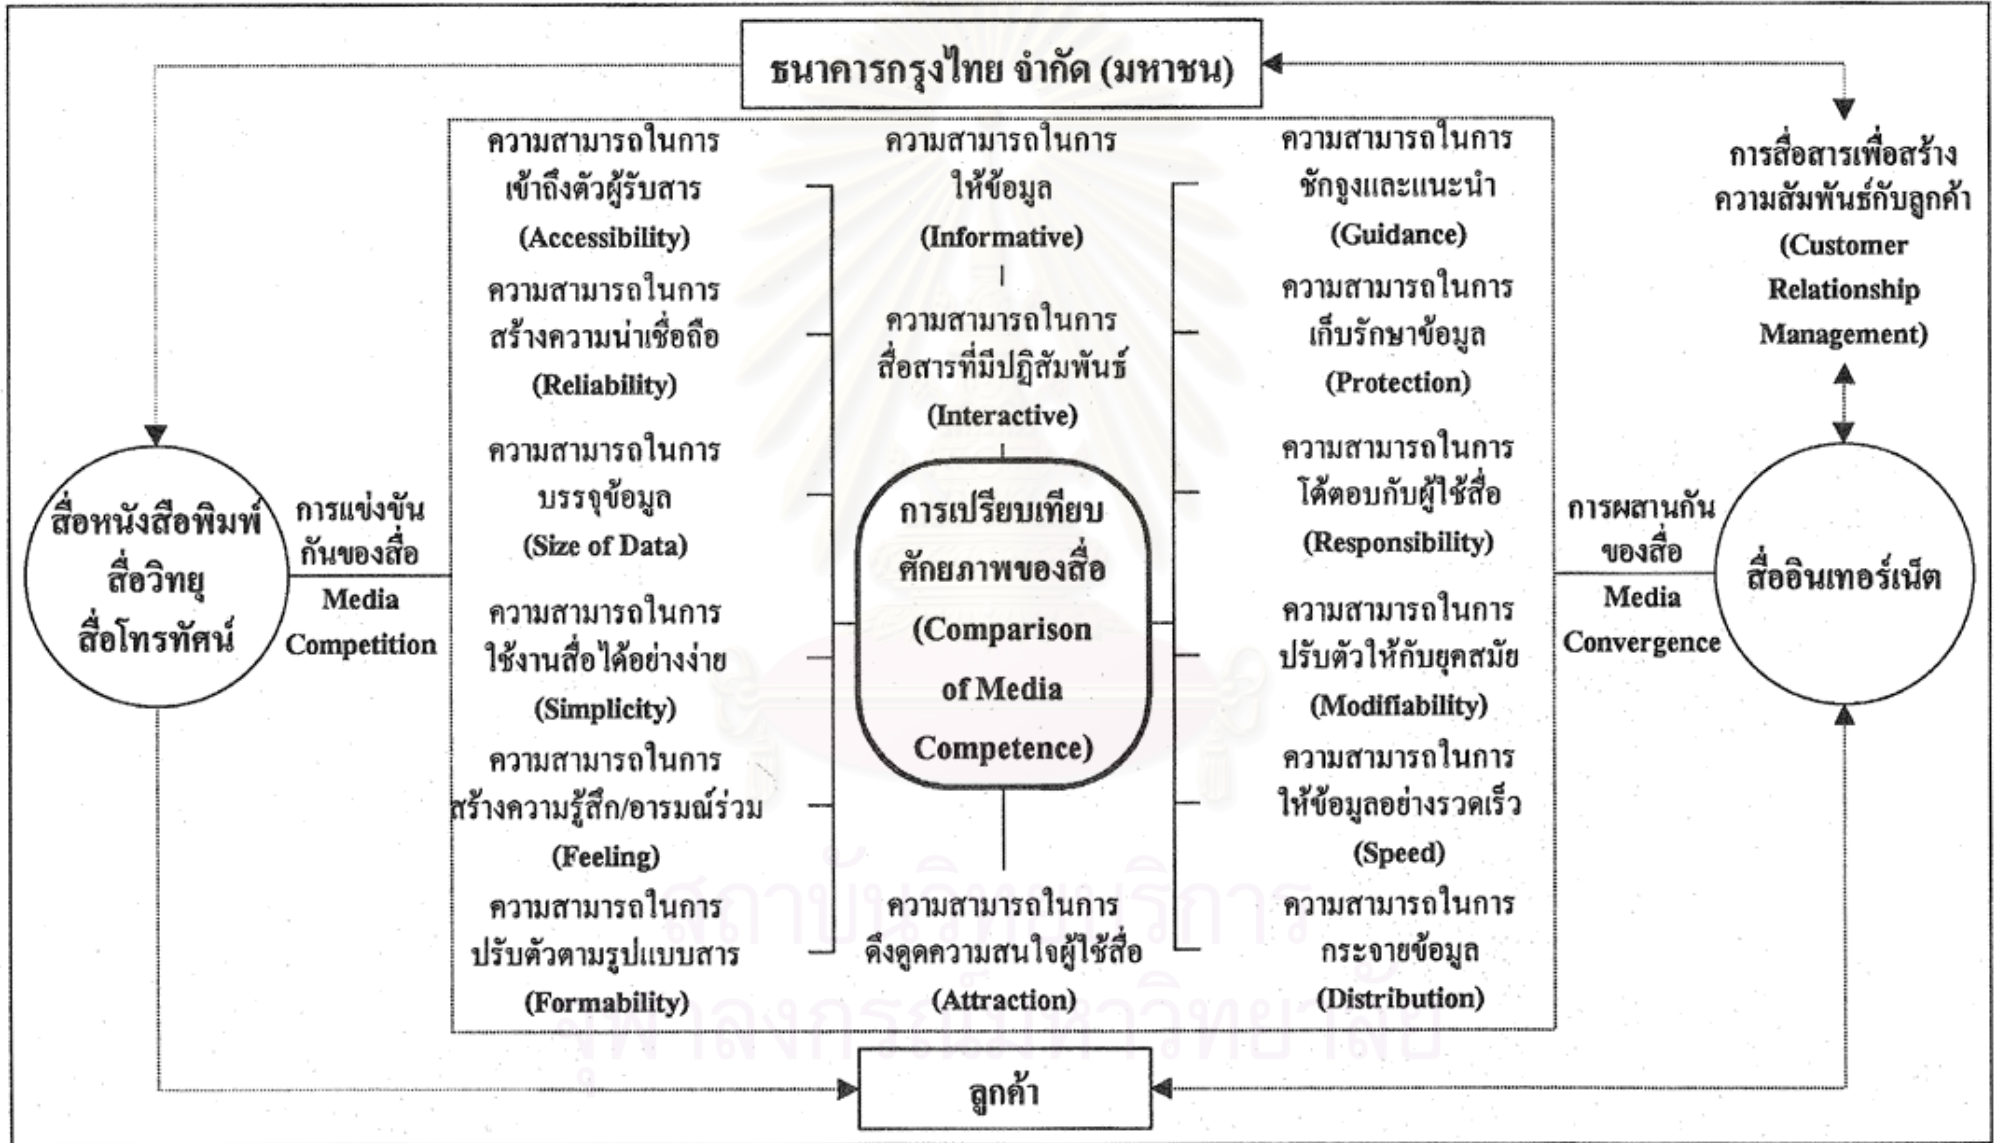 ธนาคารกรุงไทย จำกัด (มหาชน)
สื่อหนังสือพิมพ์
สื่อวิทยุ
สื่อโทรทัศน์
การแข่งขัน
กันของสื่อ
Media
Competition
ความสามารถในการ
เข้าถึงตัวผู้รับสาร
(Accessibility)
ความสามารถในการ
สร้างความน่าเชื่อถือ
(Reliability)
ความสามารถในการ
บรรจุข้อมูล
(Size of Data)
ความสามารถในการ
ใช้งานสื่อได้อย่างง่าย
(Simplicity)
ความสามารถในการ
สร้างความรู้สึก/อารมณ์ร่วม
(Feeling)
ความสามารถในการ
ปรับตัวตามรูปแบบสาร
(Formability)
ความสามารถในการ
ให้ข้อมูล
(Informative)
ความสามารถในการ
สื่อสารที่มีปฏิสัมพันธ์
(Interactive)
การเปรียบเทียบ
ศักยภาพของสื่อ
(Comparison
of Media
Competence)
ความสามารถในการ
ดึงดูดความสนใจผู้ใช้สื่อ
(Attraction)
ความสามารถในการ
ชักจูงและแนะนำ
(Guidance)
ความสามารถในการ
เก็บรักษาข้อมูล
(Protection)
ความสามารถในการ
โต้ตอบกับผู้ใช้สื่อ
(Responsibility)
ความสามารถในการ
ปรับตัวให้กับยุคสมัย
(Modifiability)
ความสามารถในการ
ให้ข้อมูลอย่างรวดเร็ว
(Speed)
ความสามารถในการ
กระจายข้อมูล
(Distribution)
การผสานกัน
ของสื่อ
Media
Convergence
การสื่อสารเพื่อสร้าง
ความสัมพันธ์กับลูกค้า
(Customer
Relationship
Management)
สื่ออินเทอร์เน็ต
ลูกค้า
สถาบันวิทยบริการ
จุฬาลงกรณ์มหาวิทยาลัย